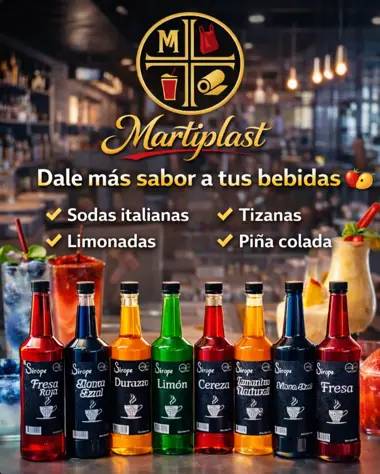 M
Martiplast
Dale más sabor a tus bebidas
Sodas italianas
Tizanas
Limonadas
Piña colada
Sirope
Fresa
Roja
Sirope
Sirope
Durazzo
Sirope
Limón
Sirope
Cereza
Sirope
Sirope
Sirope
Fresa